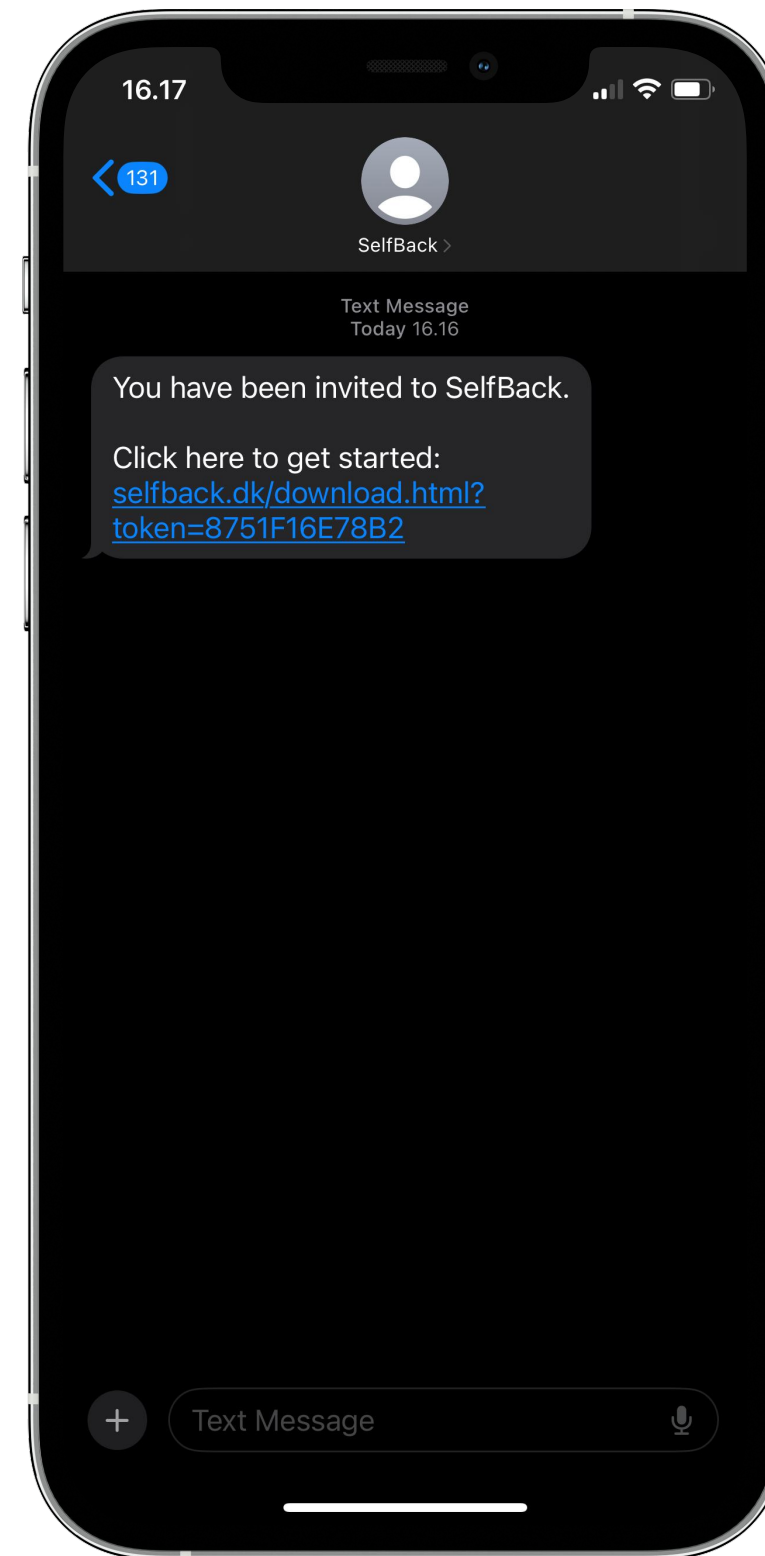 16.17
131
SelfBack
Text Message
Today 16.16
You have been invited to SelfBack.
Click here to get started:
selfback.dk/download.html?
token=8751F16E78B2
Text Message